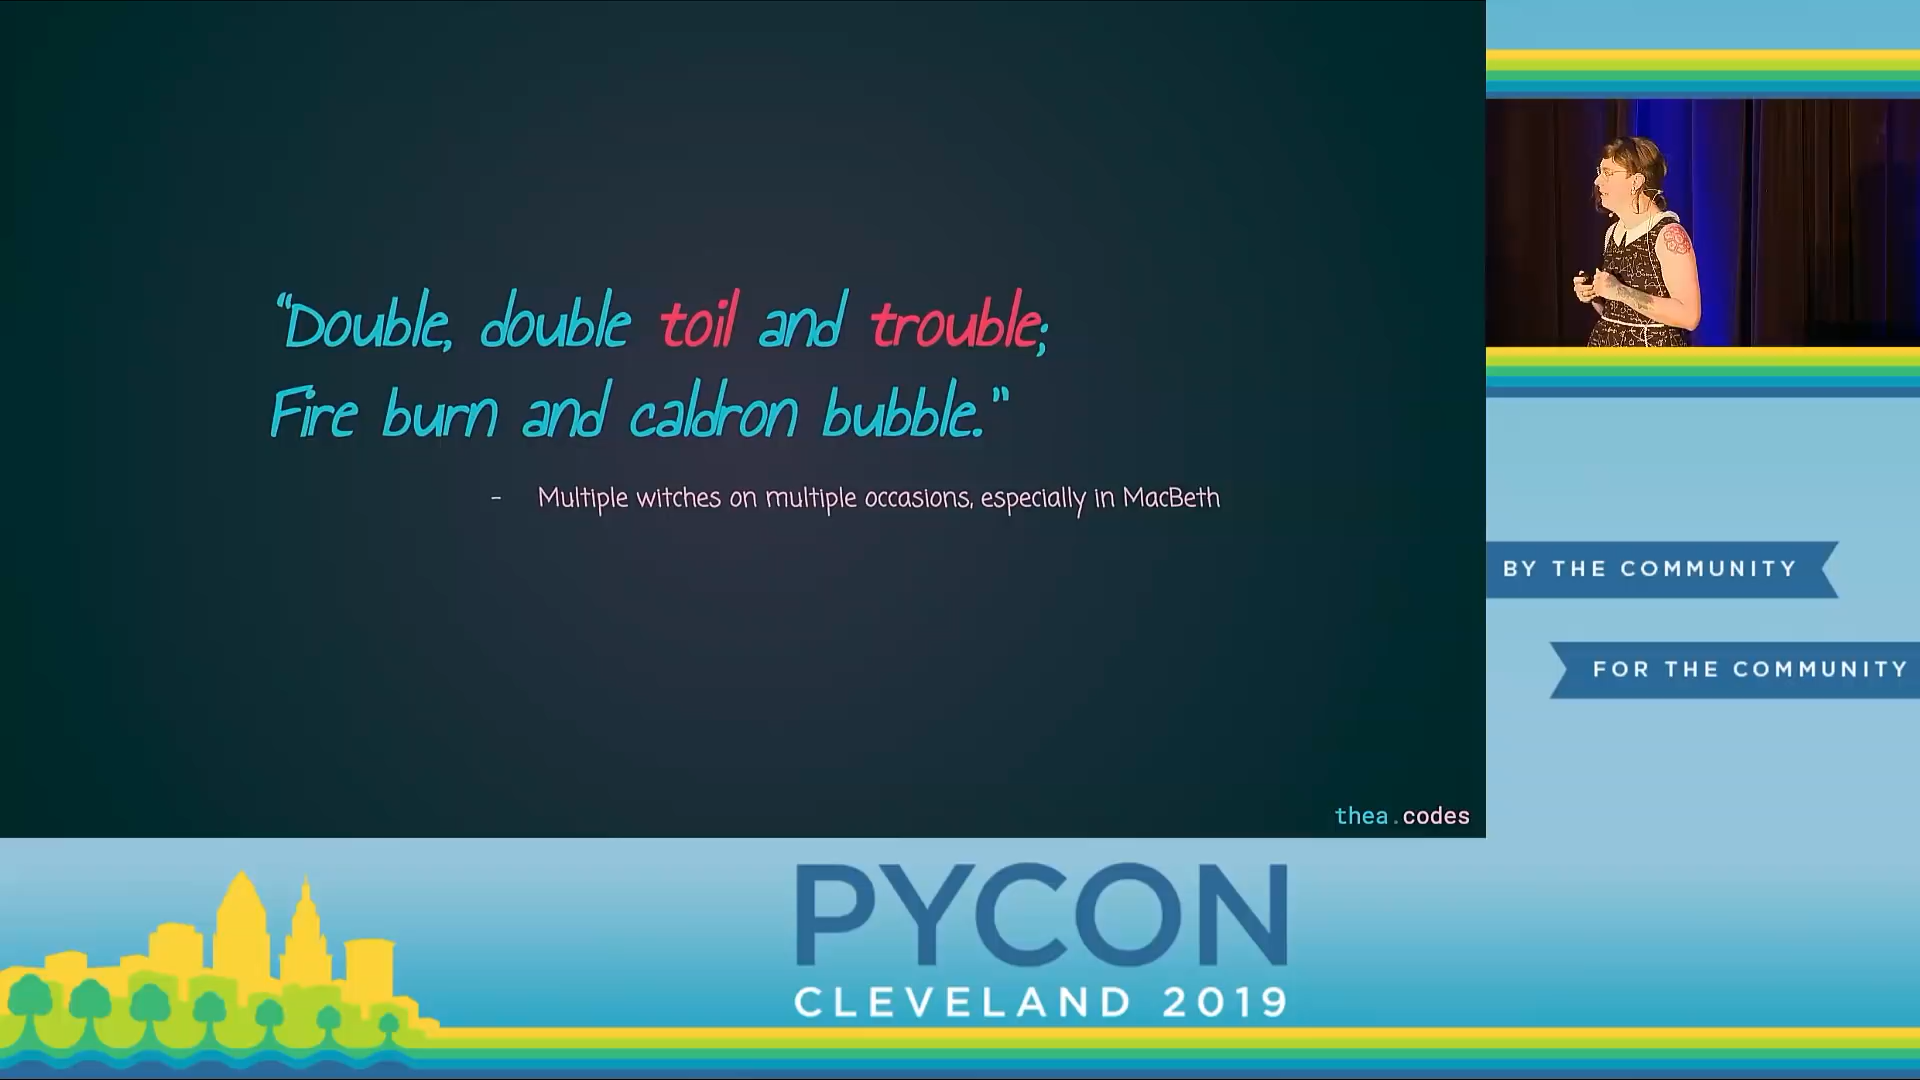 "Double, double toil and trouble;
Fire burn and caldron bubble."
- Multiple witches on multiple occasions, especially in MacBeth
thea.codes
BY THE COMMUNITY
FOR THE COMMUNITY
PYCON
CLEVELAND 2019